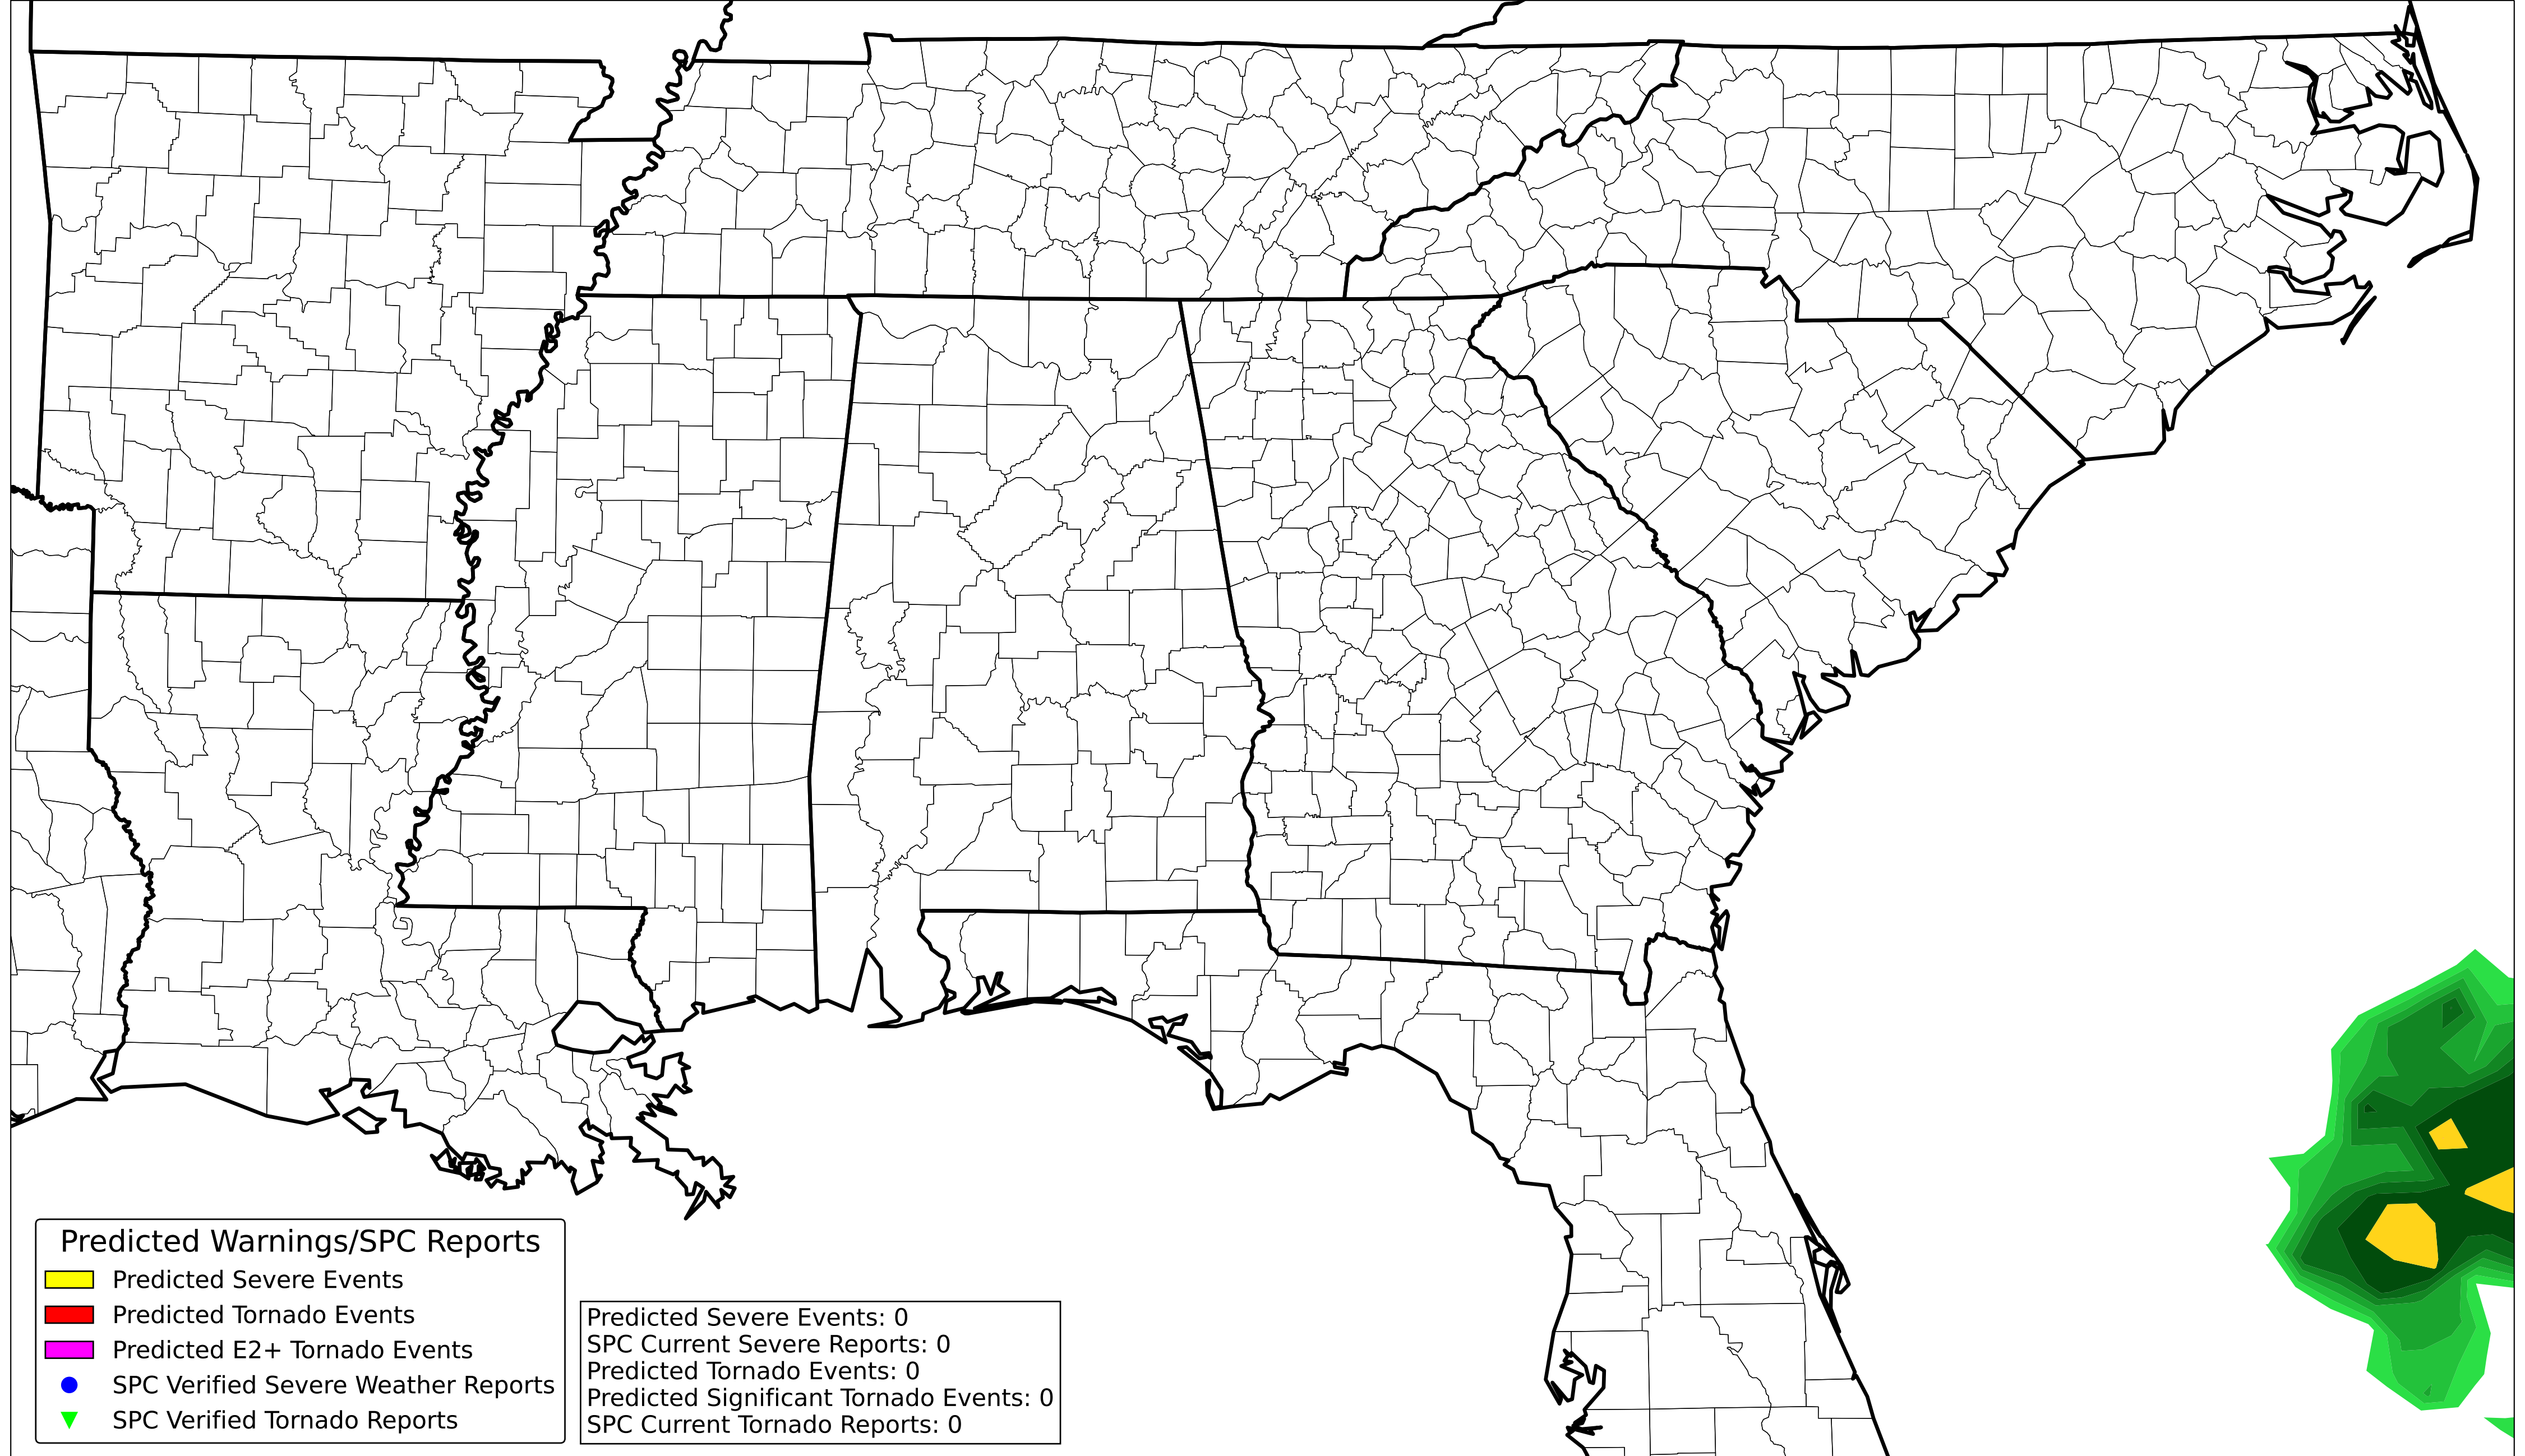 Predicted Warnings/SPC Reports
Predicted Severe Events
Predicted Tornado Events
Predicted E2+ Tornado Events
SPC Verified Severe Weather Reports
SPC Verified Tornado Reports
Predicted Severe Events: 0
SPC Current Severe Reports: 0
Predicted Tornado Events: 0
Predicted Significant Tornado Events: 0
SPC Current Tornado Reports: 0